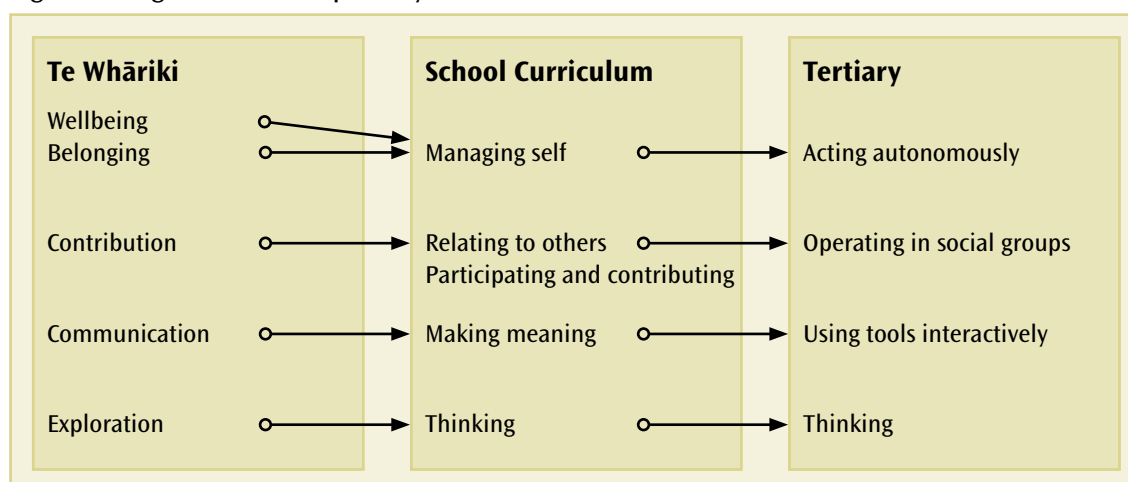 Te Whāriki
Wellbeing
Belonging
Contribution
Communication
Exploration
School Curriculum
Managing self
Relating to others
Participating and contributing
Making meaning
Thinking
Tertiary
Acting autonomously
Operating in social groups
Using tools interactively
Thinking